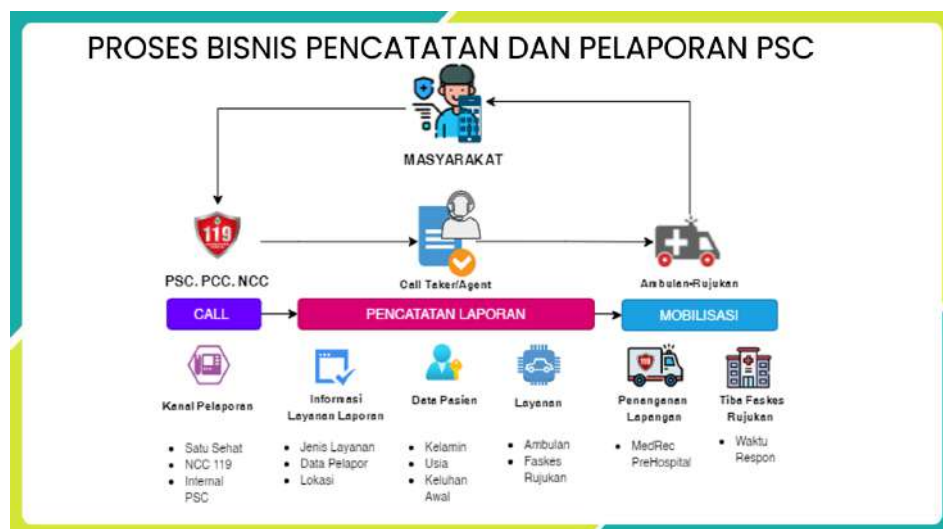 PROSES BISNIS PENCATATAN DAN PELAPORAN PSC
MASYARAKAT
119
PSC. PCC. NCC
Call Taker/Agent
Ambulan-Rujukan
CALL
PENCATATAN LAPORAN
MOBILISASI
Kanal Pelaporan
Informasi
Layanan Laporan
Data Pasien
Layanan
Penanganan
Lapangan
Tiba Faskes
Rujukan
• Satu Sehat
• NCC 119
• Internal
PSC
• Jenis Layanan
• Data Pelapor
• Lokasi
• Kelamin
• Usia
• Keluhan
Awal
• Ambulan
• Faskes
Rujukan
• MedRec
PreHospital
• Waktu
Respon